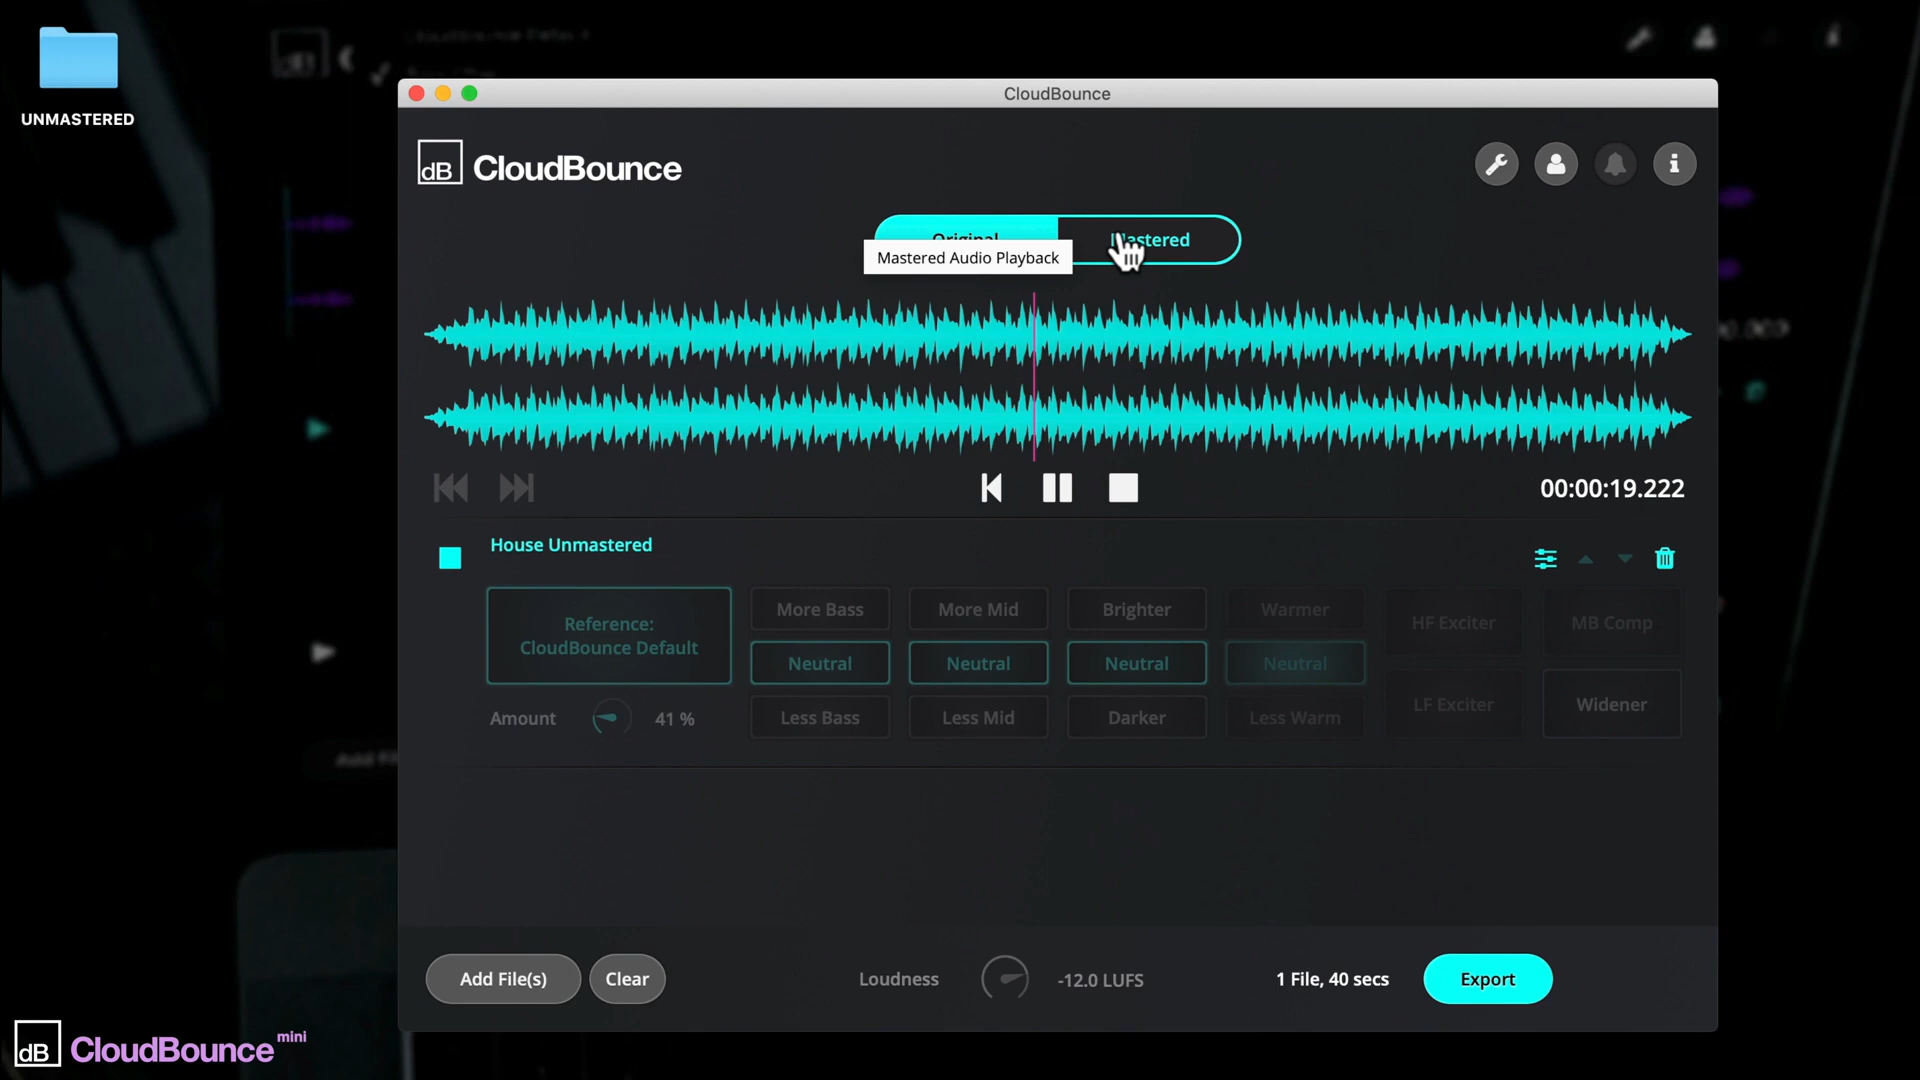 UNMASTERED
CloudBounce
dB CloudBounce
Original
Mastered
Mastered Audio Playback
00:00:19.222
House Unmastered
Reference:
CloudBounce Default
Amount
41 %
More Bass
Neutral
Less Bass
More Mid
Neutral
Less Mid
Brighter
Neutral
Darker
Warmer
Neutral
Less Warm
HF Exciter
LF Exciter
MB Comp
Widener
Add File(s)
Clear
Loudness
-12.0 LUFS
1 File, 40 secs
Export
dB CloudBounce mini